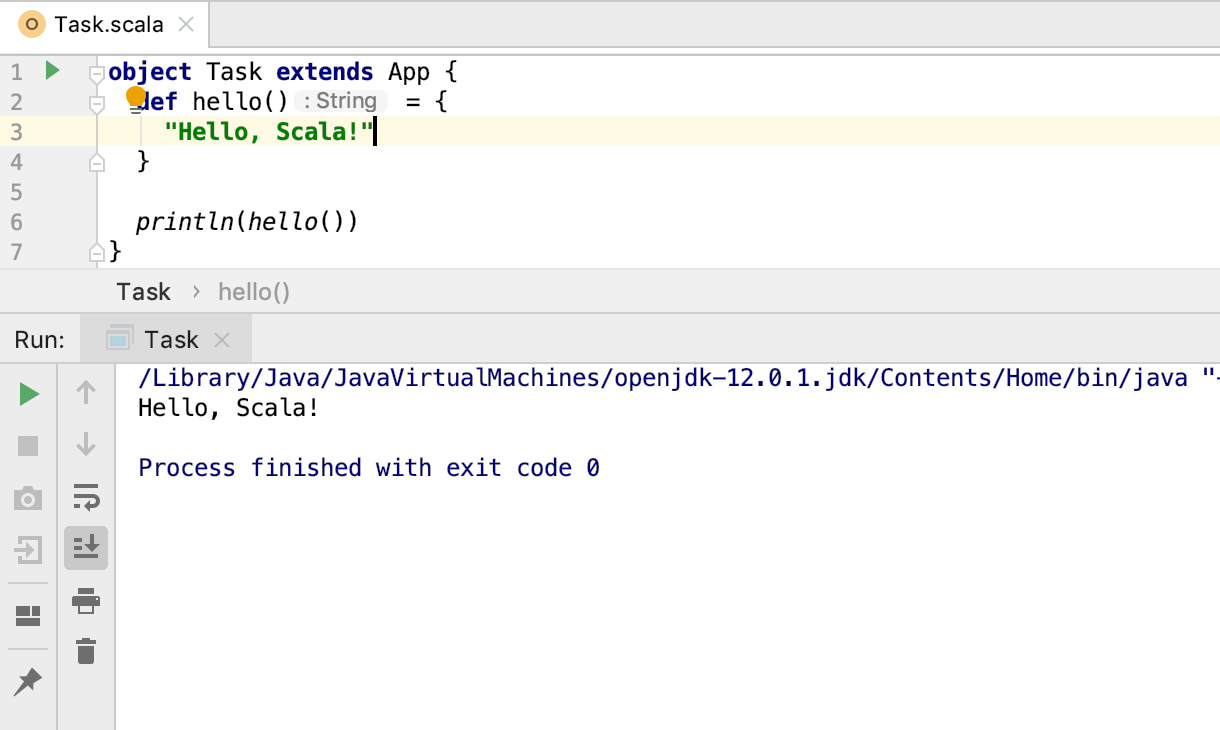 O Task.scala
1 object Task extends App {
2 def hello() : String = {
3 "Hello, Scala!"
4 }
5
6 println(hello())
7 }
Task › hello()
Run: Task
/Library/Java/JavaVirtualMachines/openjdk-12.0.1.jdk/Contents/Home/bin/java "-
Hello, Scala!
Process finished with exit code 0